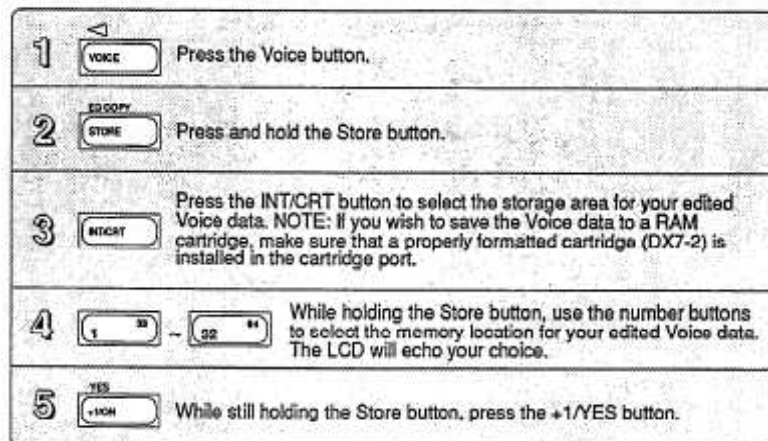 1 VOICE Press the Voice button.
EG COPY
2 STORE Press and hold the Store button.
Press the INT/CRT button to select the storage area for your edited
Voice data. NOTE: If you wish to save the Voice data to a RAM
3 INT/CRT cartridge, make sure that a properly formatted cartridge (DX7-2) is
installed in the cartridge port.
While holding the Store button, use the number buttons
4 1 33 ~ 32 64 to select the memory location for your edited Voice data.
The LCD will echo your choice.
YES
5 +1/ON While still holding the Store button, press the +1/YES button.